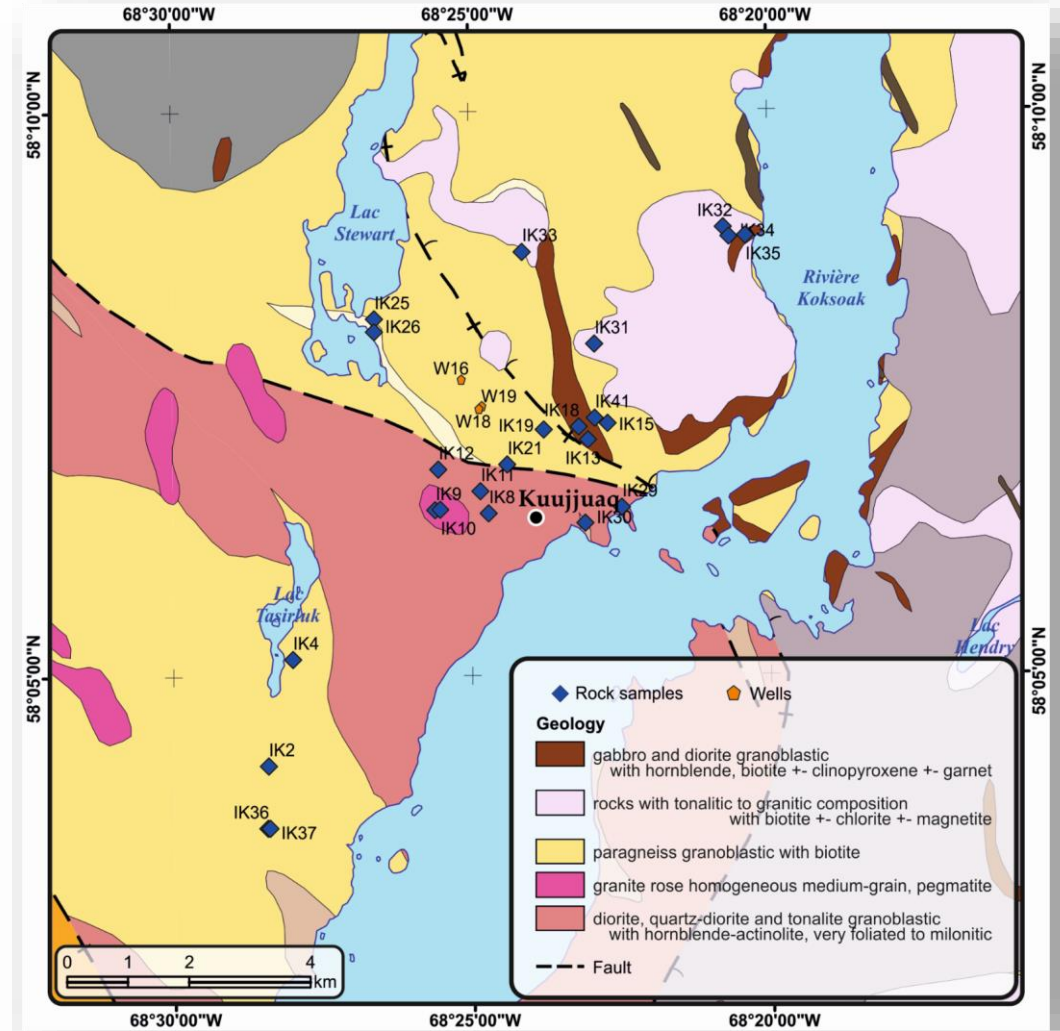 68°30'00"W
68°25'00"W
68°20'00"W
58°10'00"N
58°10'00"N
Lac
Stewart
IK32
IK34
IK35
IK33
Rivière
Koksoak
IK25
IK26
IK31
W16
W19
W18
IK18
IK41
IK19
IK15
IK13
IK21
IK12
IK11
IK29
IK9
IK8
Kuujjuaq
IK30
IK10
Lac
Tasirluk
Lac
Hendry
IK4
58°05'00"N
58°05'00"N
IK2
IK36
IK37
Rock samples
Wells
Geology
gabbro and diorite granoblastic
with hornblende, biotite +- clinopyroxene +- garnet
rocks with tonalitic to granitic composition
with biotite +- chlorite +- magnetite
paragneiss granoblastic with biotite
granite rose homogeneous medium-grain, pegmatite
diorite, quartz-diorite and tonalite granoblastic
with hornblende-actinolite, very foliated to milonitic
Fault
0 1 2 4
km
68°30'00"W
68°25'00"W
68°20'00"W